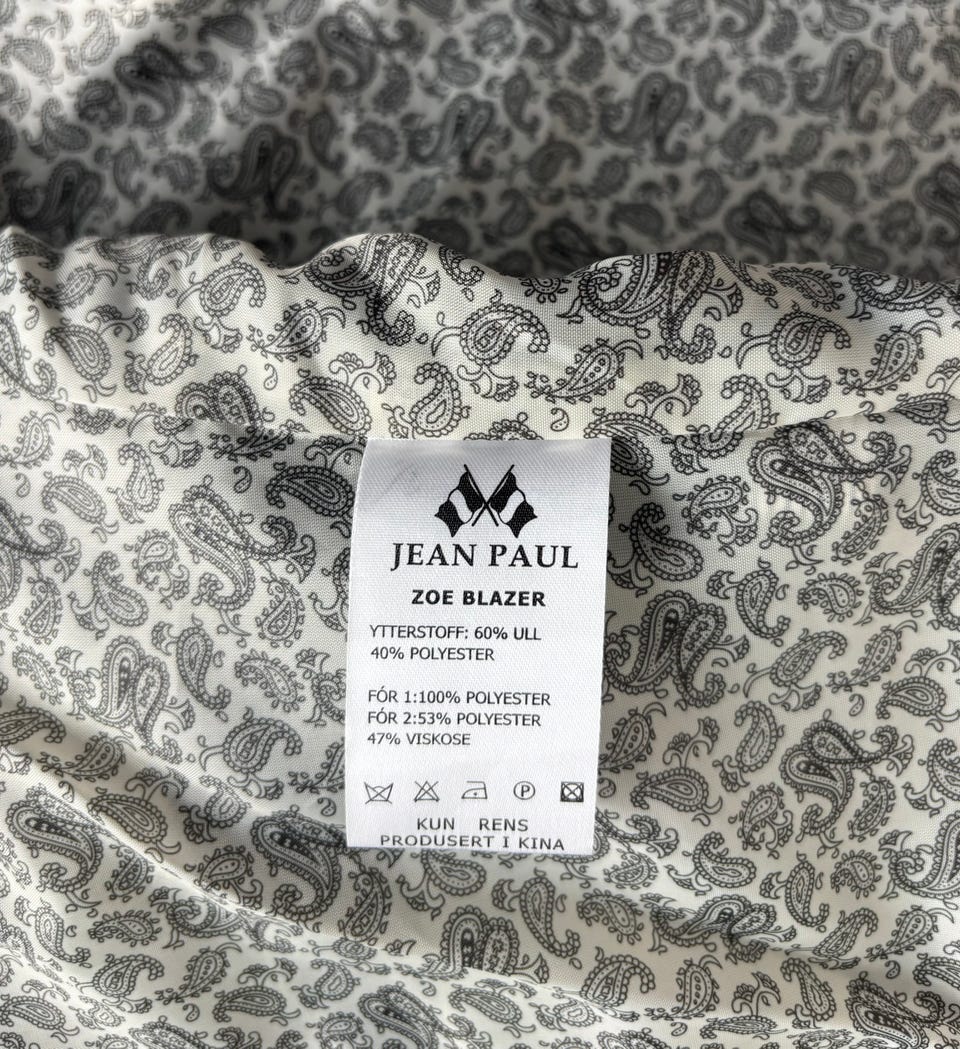 JEAN PAUL
ZOE BLAZER
YTTERSTOFF: 60% ULL
40% POLYESTER
FÓR 1:100% POLYESTER
FÓR 2:53% POLYESTER
47% VISKOSE
P
KUN RENS
PRODUSERT I KINA